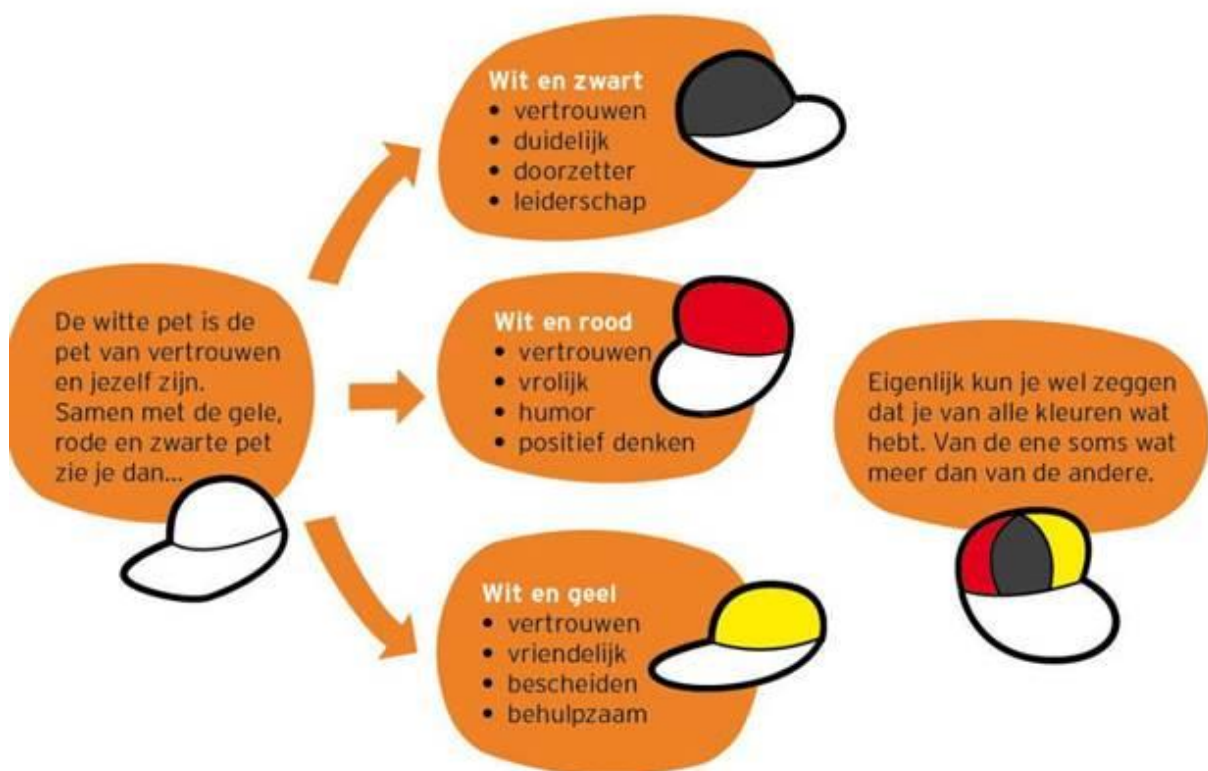 De witte pet is de
pet van vertrouwen
en jezelf zijn.
Samen met de gele,
rode en zwarte pet
zie je dan...
Wit en zwart
• vertrouwen
• duidelijk
• doorzetter
• leiderschap
Wit en rood
• vertrouwen
• vrolijk
• humor
• positief denken
Wit en geel
• vertrouwen
• vriendelijk
• bescheiden
• behulpzaam
Eigenlijk kun je wel zeggen
dat je van alle kleuren wat
hebt. Van de ene soms wat
meer dan van de andere.